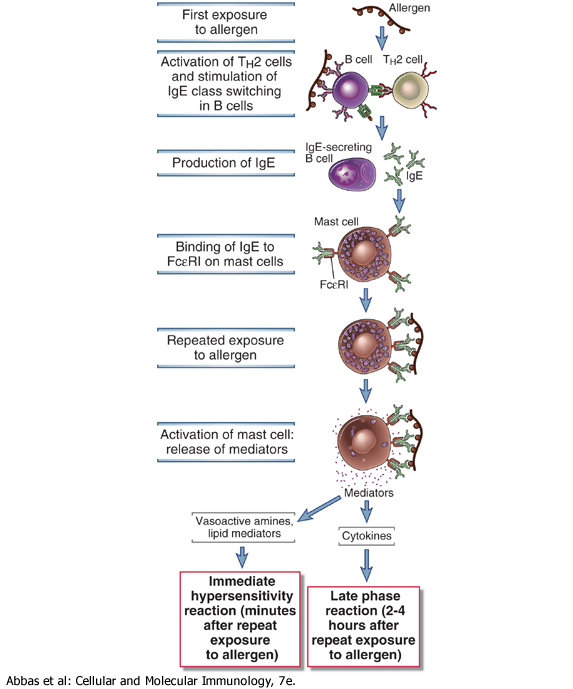 First exposure
to allergen
Allergen
Activation of TH2 cells
and stimulation of
IgE class switching
in B cells
B cell
TH2 cell
Production of IgE
IgE-secreting
B cell
IgE
Binding of IgE to
FcεRI on mast cells
Mast cell
FcεRI
Repeated exposure
to allergen
Activation of mast cell:
release of mediators
Mediators
Vasoactive amines,
lipid mediators
Cytokines
Immediate
hypersensitivity
reaction (minutes
after repeat
exposure
to allergen)
Late phase
reaction (2-4
hours after
repeat exposure
to allergen)
Abbas et al: Cellular and Molecular Immunology, 7e.